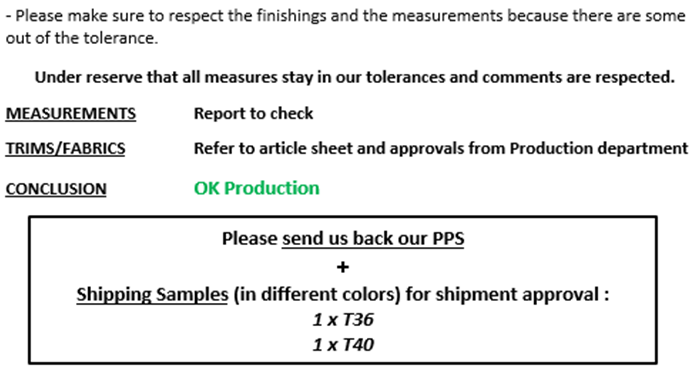 - Please make sure to respect the finishings and the measurements because there are some
out of the tolerance.
Under reserve that all measures stay in our tolerances and comments are respected.
MEASUREMENTS Report to check
TRIMS/FABRICS Refer to article sheet and approvals from Production department
CONCLUSION OK Production
Please send us back our PPS
+
Shipping Samples (in different colors) for shipment approval :
1 x T36
1 x T40